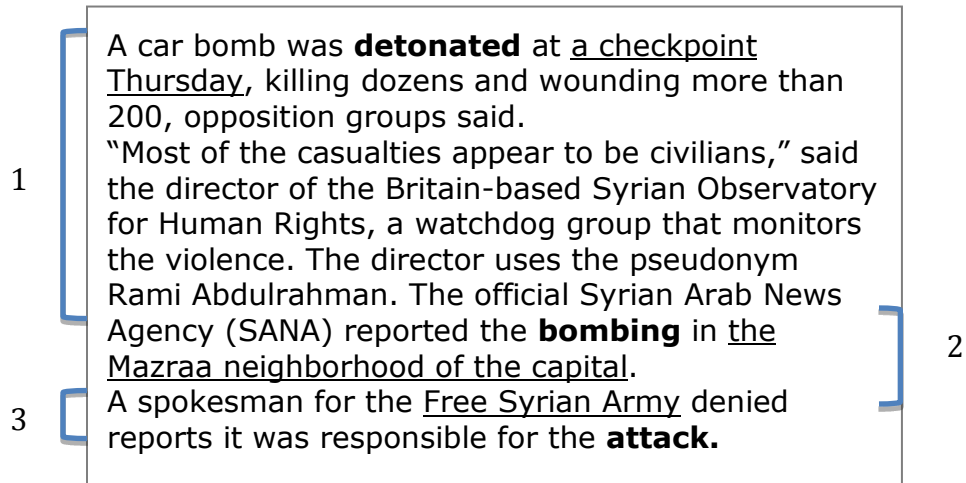 A car bomb was detonated at a checkpoint
Thursday, killing dozens and wounding more than
200, opposition groups said.
“Most of the casualties appear to be civilians,” said
1
the director of the Britain-based Syrian Observatory
for Human Rights, a watchdog group that monitors
the violence. The director uses the pseudonym
Rami Abdulrahman. The official Syrian Arab News
Agency (SANA) reported the bombing in the
2
Mazraa neighborhood of the capital.
A spokesman for the Free Syrian Army denied
3
reports it was responsible for the attack.